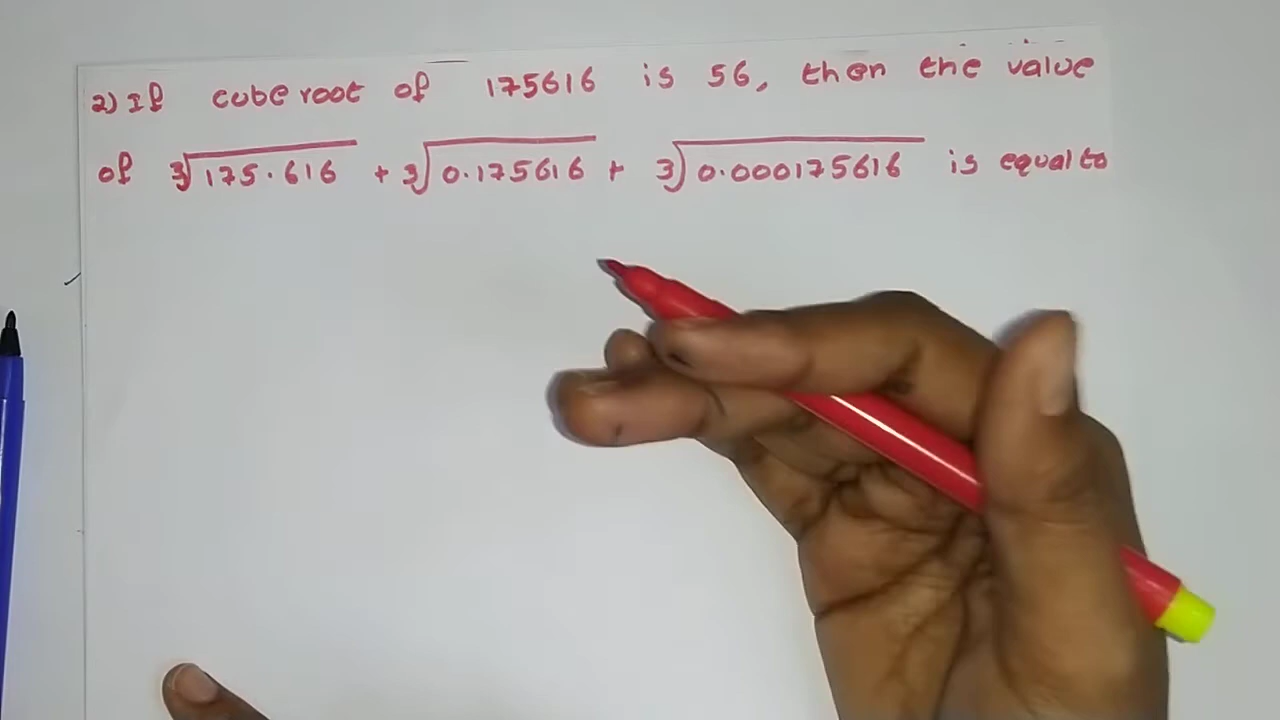 2) If cube root of 175616 is 56, then the value
of ∛175.616 + ∛0.175616 + ∛0.000175616 is equal to